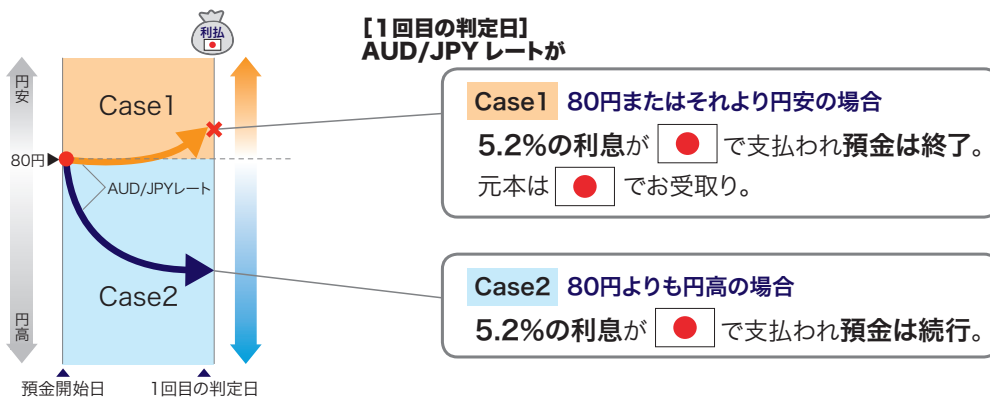 利払
[1回目の判定日]
AUD/JPY レートが
円安
Case1
80円
AUD/JPYレート
Case2
円高
預金開始日
1回目の判定日
Case1 80円またはそれより円安の場合
5.2%の利息が で支払われ預金は終了。
元本は でお受取り。
Case2 80円よりも円高の場合
5.2%の利息が で支払われ預金は続行。